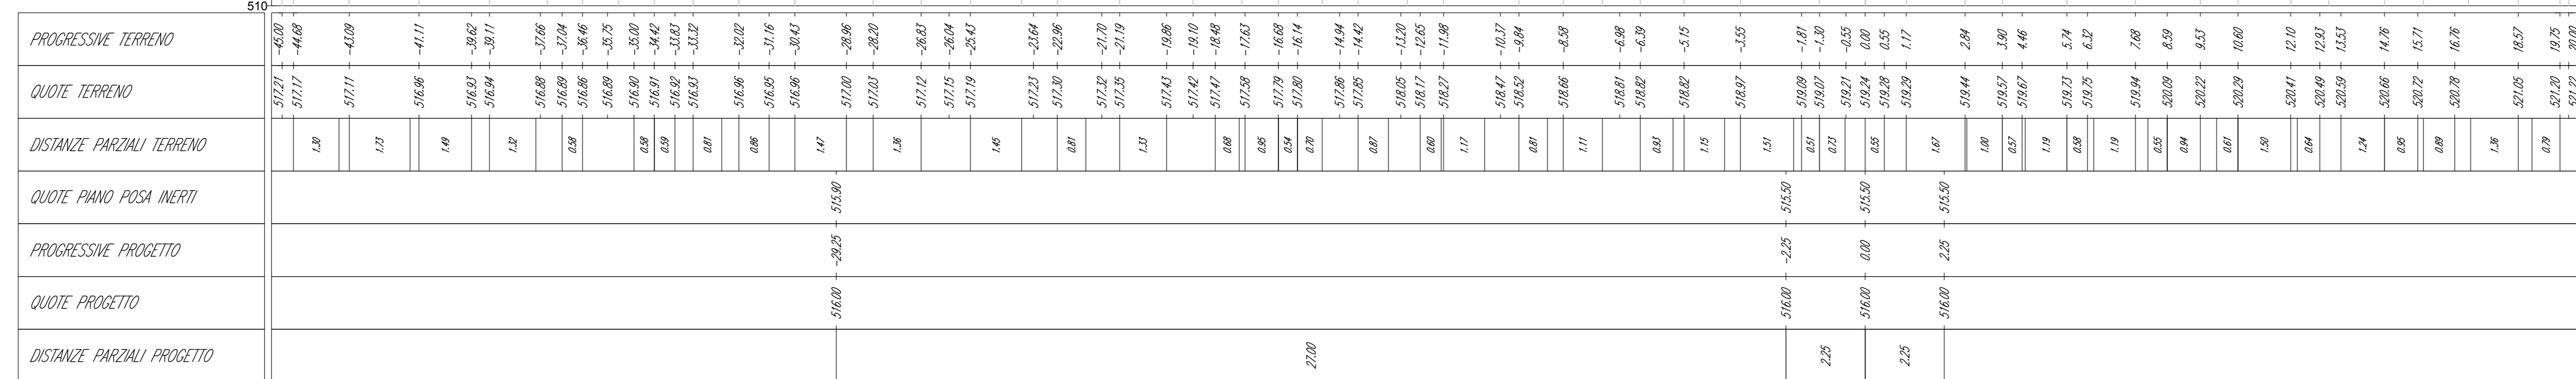 510
PROGRESSIVE TERRENO -45.00 -44.68 -43.09 -41.11 -39.62 -39.11 -37.66 -37.04 -36.46 -35.75 -35.00 -34.42 -33.83 -33.32 -32.02 -31.16 -30.43 -28.96 -28.20 -26.83 -26.04 -25.43 -23.64 -22.96 -21.70 -21.19 -19.86 -19.10 -18.48 -17.63 -16.68 -16.14 -14.94 -14.42 -13.20 -12.65 -11.98 -10.37 -9.84 -8.58 -6.98 -6.39 -5.15 -3.55 -1.81 -1.30 -0.55 0.00 0.55 1.17 2.84 3.90 4.46 5.74 6.32 7.68 8.59 9.53 10.60 12.10 12.93 13.53 14.76 15.71 16.76 18.57 19.75 20.00
QUOTE TERRENO 517.21 517.17 517.11 516.96 516.93 516.94 516.88 516.89 516.86 516.89 516.90 516.91 516.92 516.93 516.96 516.95 516.96 517.00 517.03 517.12 517.15 517.19 517.23 517.30 517.32 517.35 517.43 517.42 517.47 517.58 517.79 517.80 517.86 517.85 518.05 518.17 518.27 518.47 518.52 518.66 518.81 518.82 518.82 518.97 519.09 519.07 519.21 519.24 519.28 519.29 519.44 519.57 519.67 519.73 519.75 519.94 520.09 520.22 520.29 520.41 520.49 520.59 520.66 520.72 520.78 521.05 521.20 521.22
DISTANZE PARZIALI TERRENO 1.30 1.73 1.49 1.32 0.58 0.58 0.59 0.81 0.86 1.47 1.36 1.45 0.81 1.33 0.68 0.95 0.54 0.70 0.87 0.60 1.17 0.81 1.11 0.93 1.15 1.51 0.51 0.73 0.55 1.67 1.00 0.57 1.19 0.58 1.19 0.55 0.94 0.61 1.50 0.64 1.24 0.95 0.89 1.36 0.79
QUOTE PIANO POSA INERTI 515.90 515.50 515.50 515.50
PROGRESSIVE PROGETTO -29.25 -2.25 0.00 2.25
QUOTE PROGETTO 516.00 516.00 516.00 516.00
DISTANZE PARZIALI PROGETTO 27.00 2.25 2.25